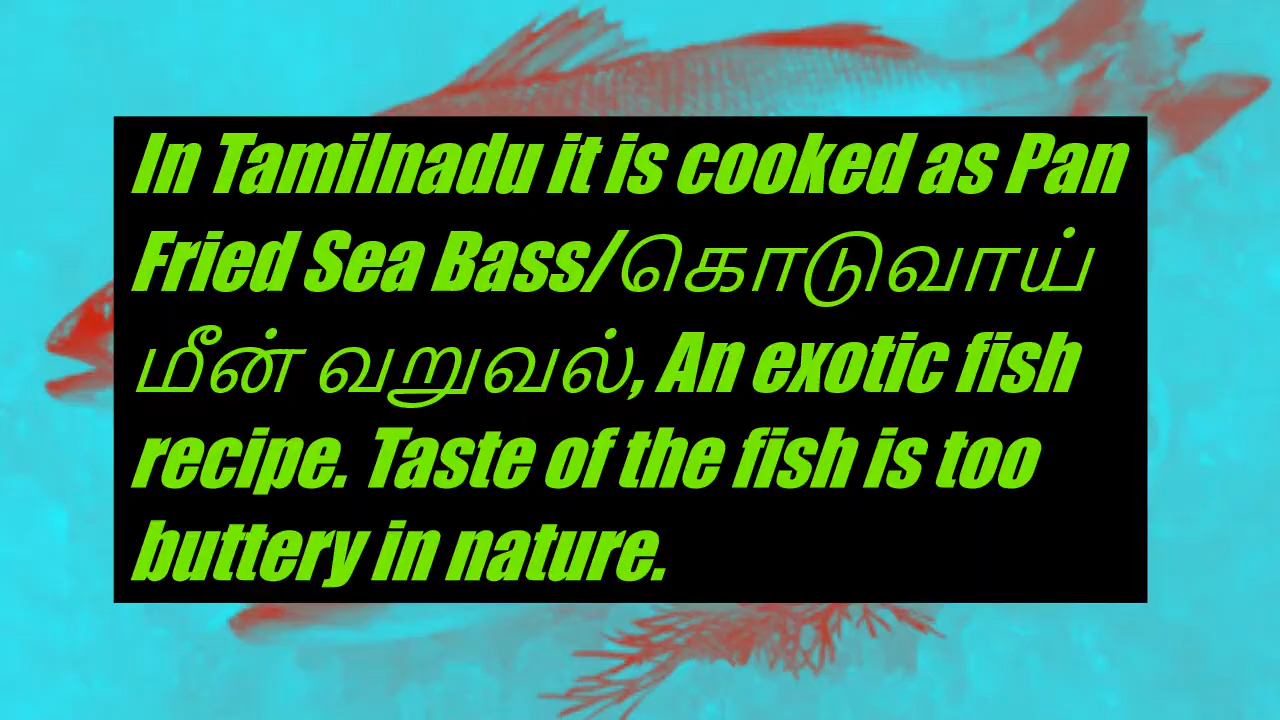 In Tamilnadu it is cooked as Pan
Fried Sea Bass/கொடுவாய்
மீன் வறுவல், An exotic fish
recipe. Taste of the fish is too
buttery in nature.